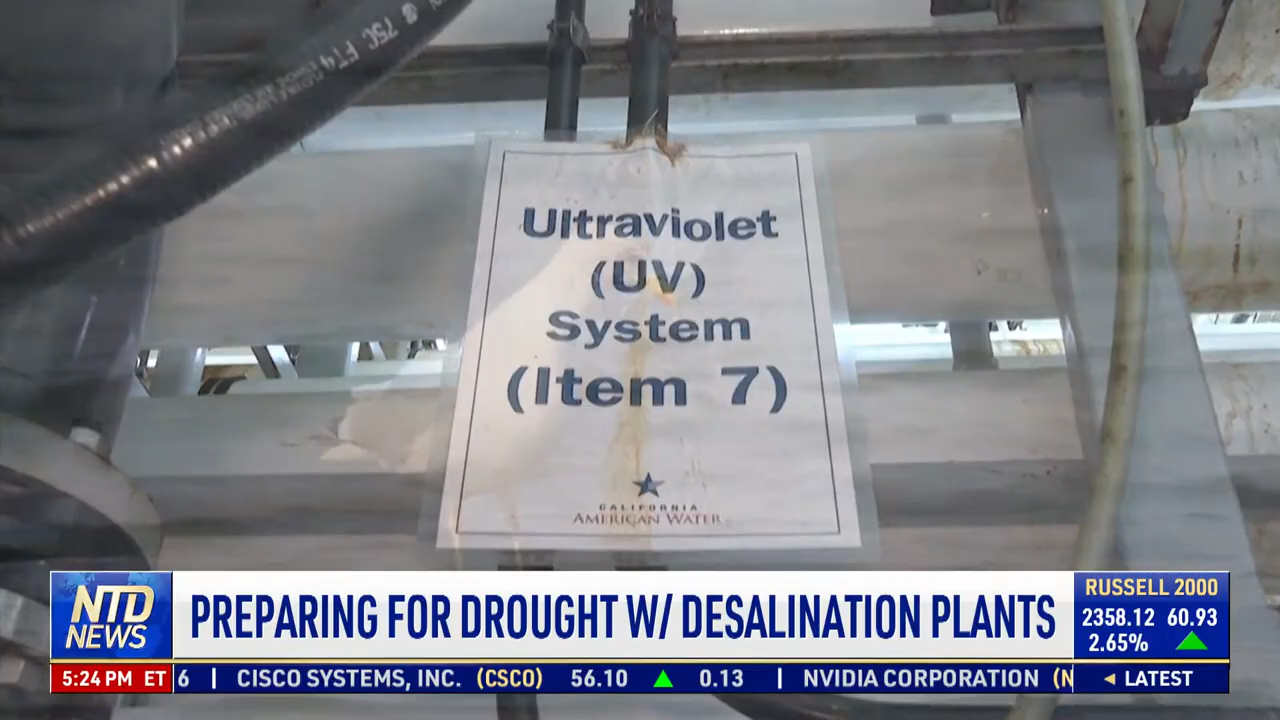 75C FT4
Ultraviolet
(UV)
System
(Item 7)
CALIFORNIA
AMERICAN WATER
NTD
NEWS
PREPARING FOR DROUGHT W/ DESALINATION PLANTS
RUSSELL 2000
2358.12 60.93
2.65%
5:24 PM ET
6 | CISCO SYSTEMS, INC. (CSCO) 56.10 0.13 | NVIDIA CORPORATION (N
LATEST